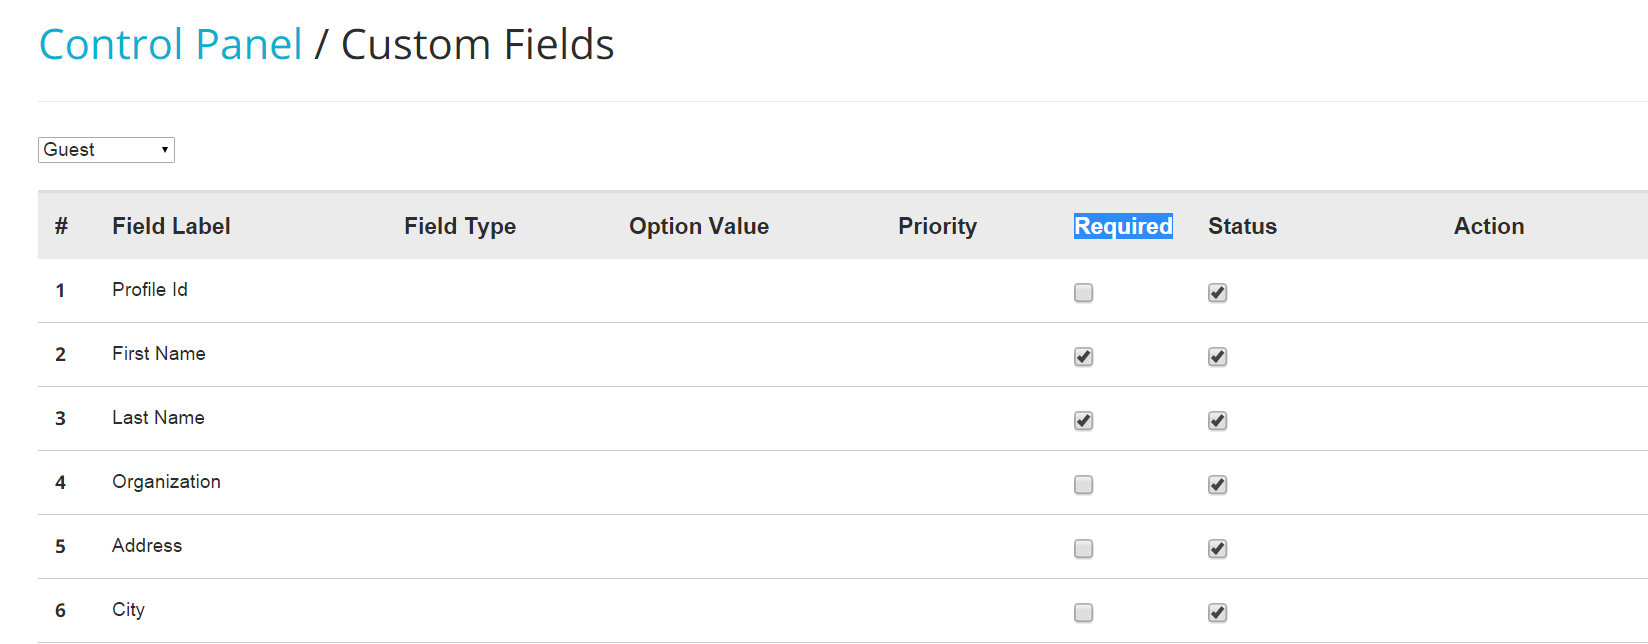 Control Panel / Custom Fields
Guest
# Field Label Field Type Option Value Priority Required Status Action
1 Profile Id
2 First Name
3 Last Name
4 Organization
5 Address
6 City